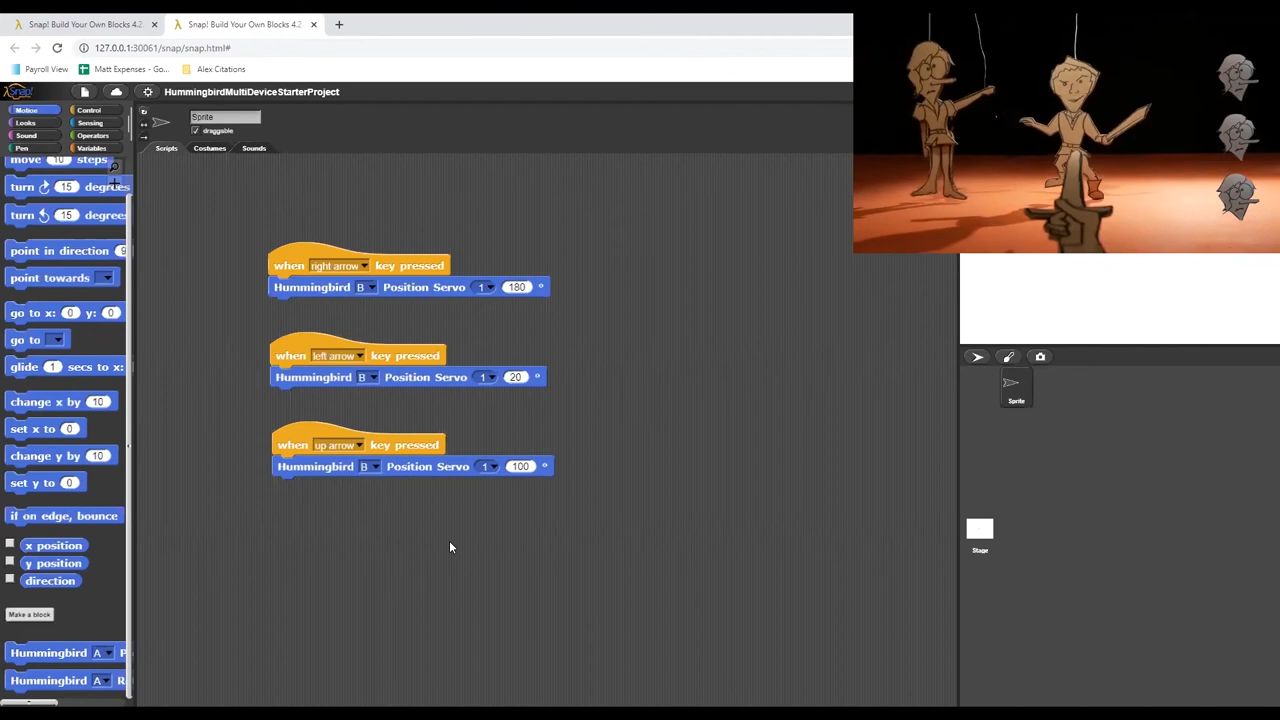 Snap! Build Your Own Blocks 4.2
Snap! Build Your Own Blocks 4.2.
127.0.0.1:30061/snap/snap.html#
Payroll View
Matt Expenses - Go...
Alex Citations
Snap!
HummingbirdMultiDeviceStarterProject
Motion
Control
Looks
Sensing
Sound
Operators
Pen
Variables
Sprite
draggable
Scripts
Costumes
Sounds
move 10 steps
turn 15 degrees
turn 15 degrees
point in direction 9
point towards
go to x: 0 y: 0
go to
glide 1 secs to x:
change x by 10
set x to 0
change y by 10
set y to 0
if on edge, bounce
x position
y position
direction
Make a block
Hummingbird A P
Hummingbird A R
when right arrow key pressed
Hummingbird B Position Servo 1 180 °
when left arrow key pressed
Hummingbird B Position Servo 1 20 °
when up arrow key pressed
Hummingbird B Position Servo 1 100 °
Sprite
Stage